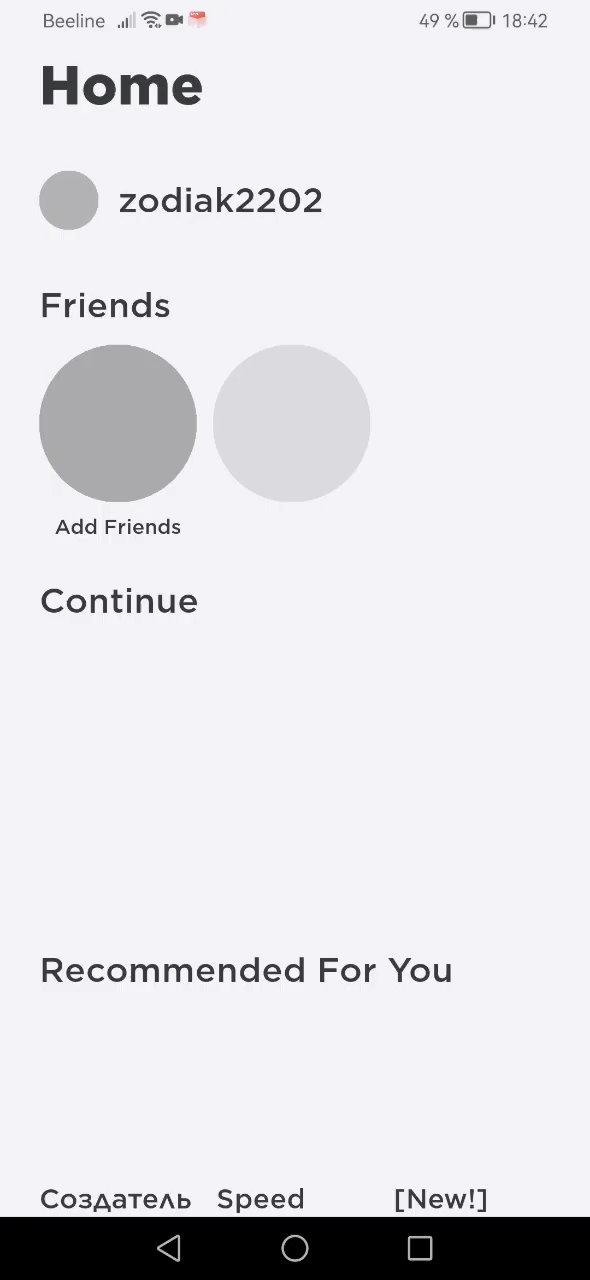 Beeline 49 % 18:42
Home
zodiak2202
Friends
Add Friends
Continue
Recommended For You
Создатель Speed [New!]